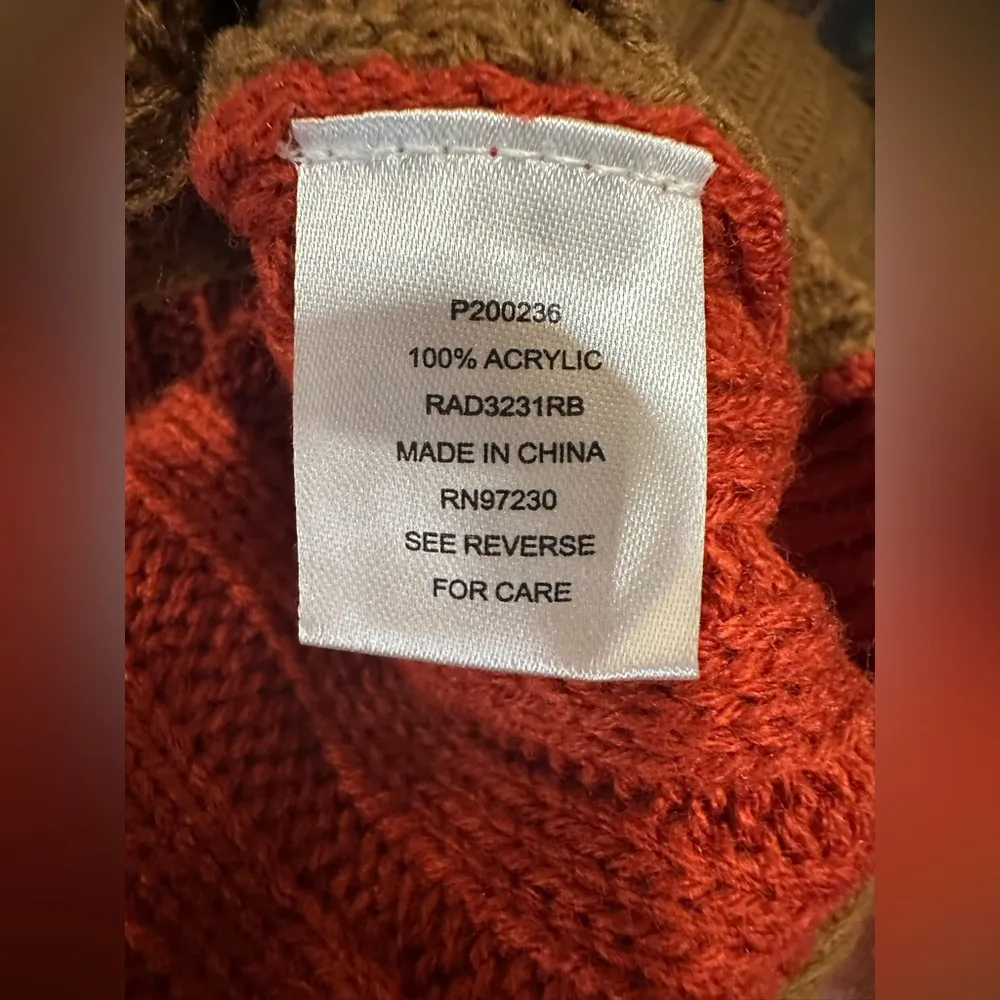 P200236
100% ACRYLIC
RAD3231RB
MADE IN CHINA
RN97230
SEE REVERSE
FOR CARE